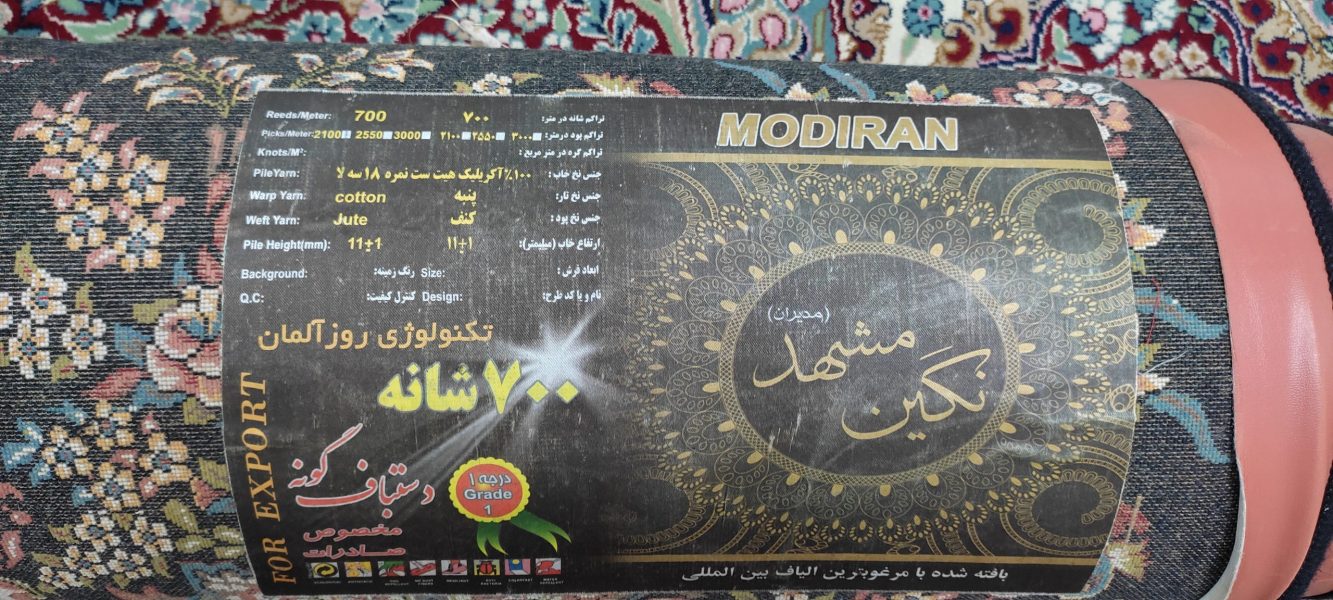 Reeds/Meter: 700 ۷۰۰ تراکم شانه در متر:
Picks/Meter: 2100 2550 3000 ۲۱۰۰ ۲۵۵۰ ۳۰۰۰ تراکم پود درمتر:
Knots/M²: تراکم گره در متر مربع :
PileYarn: ۱۰۰٪ آکریلیک هیت ست نمره ۱۸ سه لا جنس نخ خاب :
Warp Yarn: cotton پنبه جنس نخ تار:
Weft Yarn: Jute کنف جنس نخ پود :
Pile Height(mm): 11±1 ۱۱±۱ ارتفاع خاب (میلیمتر):
Background: رنگ زمینه: Size: ابعاد فرش :
Q.C: کنترل کیفیت: Design: نام و یا کد طرح:
تکنولوژی روز آلمان
۷۰۰ شانه
FOR EXPORT
دستباف گونه
درجه ۱
Grade
1
مخصوص
صادرات
MODIRAN
(مدیران)
نگین مشهد
بافته شده با مرغوبترین الیاف بین المللی